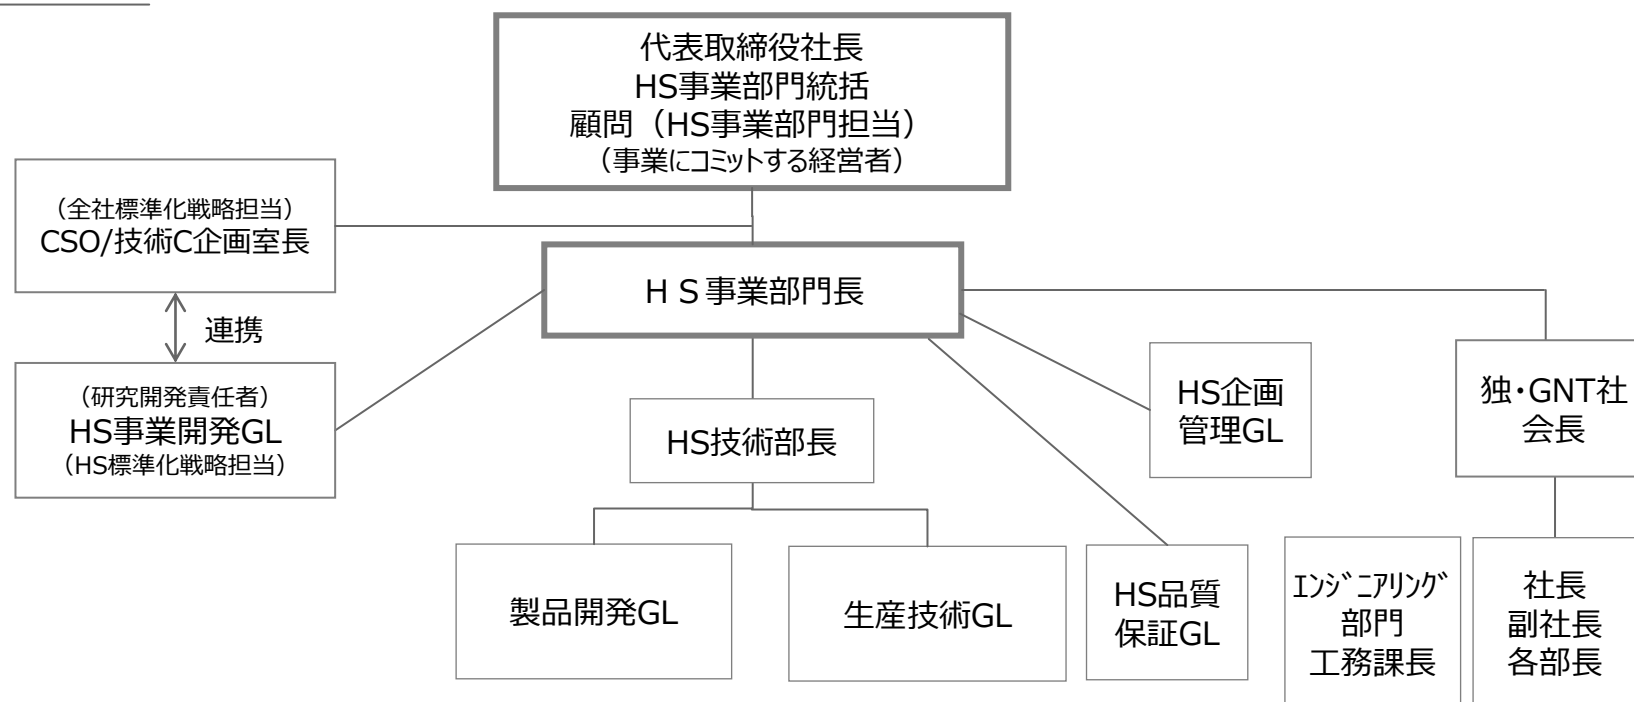 代表取締役社長
HS事業部門統括
顧問（HS事業部門担当）
（事業にコミットする経営者）
（全社標準化戦略担当）
CSO/技術C企画室長
ＨＳ事業部門長
連携
（研究開発責任者）
HS事業開発GL
（HS標準化戦略担当）
HS技術部長
HS企画
管理GL
独・GNT社
会長
製品開発GL
生産技術GL
HS品質
保証GL
ｴﾝｼﾞﾆｱﾘﾝｸﾞ
部門
工務課長
社長
副社長
各部長